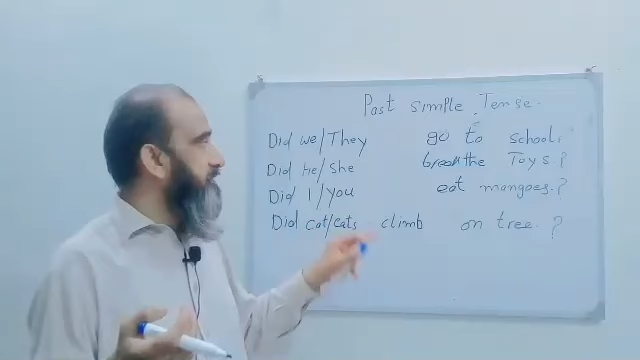 Past simple Tense.
Did we/They go to school.
Did He/She break the Toys.?
Did I/You eat mangoes.?
Did cat/cats climb on tree.?